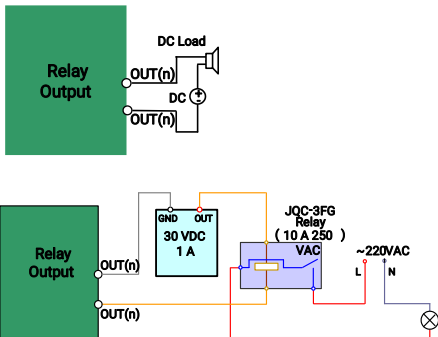 DC Load
Relay
Output
OUT(n)
DC
OUT(n)
JQC-3FG
Relay
( 10 A 250 )
VAC
GND OUT
30 VDC
1 A
~220VAC
L N
Relay
Output
OUT(n)
OUT(n)